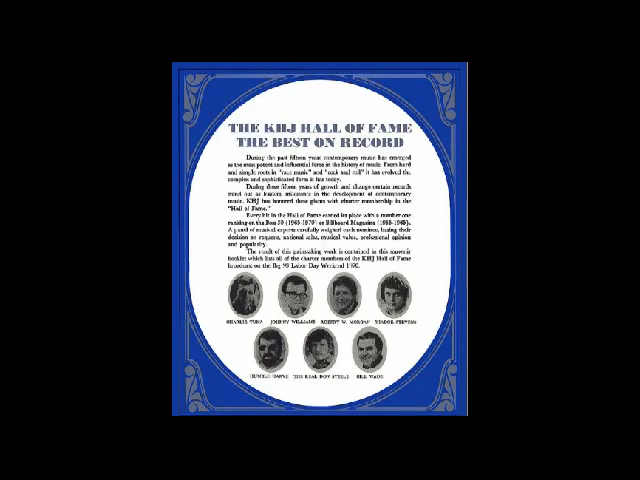 THE KHJ HALL OF FAME
THE BEST ON RECORD
During the past fifteen years contemporary music has emerged
as the most potent and influential force in the history of music. From hard
and simple roots in "race music" and "rock and roll" it has evolved the
complex and sophisticated form it has today.
During these fifteen years of growth and change certain records
stand out as leaders, milestones in the development of contemporary
music. KHJ has honored these giants with charter membership in the
"Hall of Fame."
Every hit in the Hall of Fame earned its place with a number one
ranking on the Boss 30 (1965-1970) or Billboard Magazine (1955-1965).
A panel of musical experts carefully weighed each nominee, basing their
decision on requests, national sales, musical value, professional opinion
and popularity.
The result of this painstaking work is contained in this souvenir
booklet which lists all of the charter members of the KHJ Hall of Fame
broadcast on the Big 93 Labor Day Weekend 1970.
CHARLIE TUNA JOHNNY WILLIAMS ROBERT W. MORGAN SHADOE STEVENS
HUMBLE HARVE THE REAL DON STEELE BILL WADE